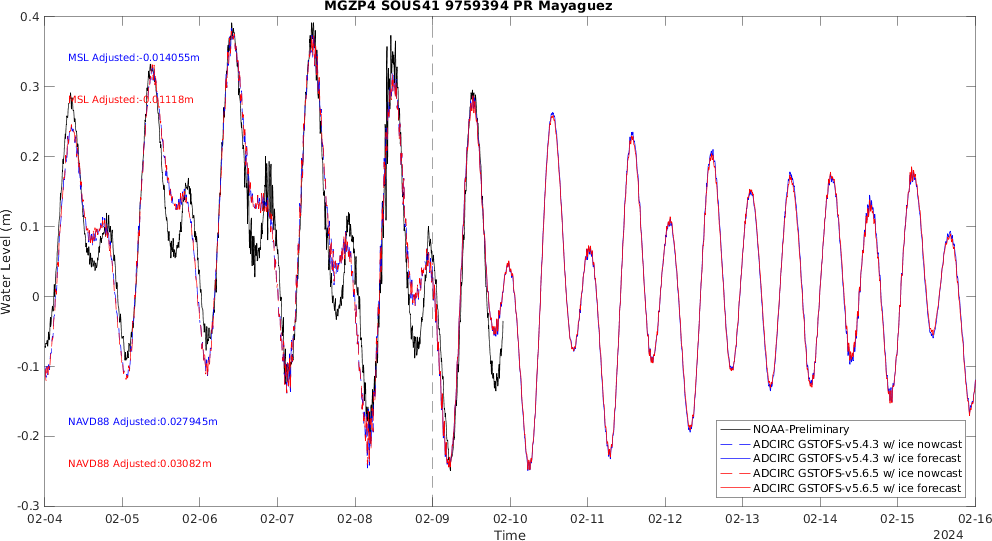 MGZP4 SOUS41 9759394 PR Mayaguez
0.4
0.3
0.2
0.1
0
-0.1
-0.2
-0.3
Water Level (m)
MSL Adjusted:-0.014055m
MSL Adjusted:-0.01118m
NAVD88 Adjusted:0.027945m
NAVD88 Adjusted:0.03082m
NOAA-Preliminary
ADCIRC GSTOFS-v5.4.3 w/ ice nowcast
ADCIRC GSTOFS-v5.4.3 w/ ice forecast
ADCIRC GSTOFS-v5.6.5 w/ ice nowcast
ADCIRC GSTOFS-v5.6.5 w/ ice forecast
02-04 02-05 02-06 02-07 02-08 02-09 02-10 02-11 02-12 02-13 02-14 02-15 02-16
Time
2024